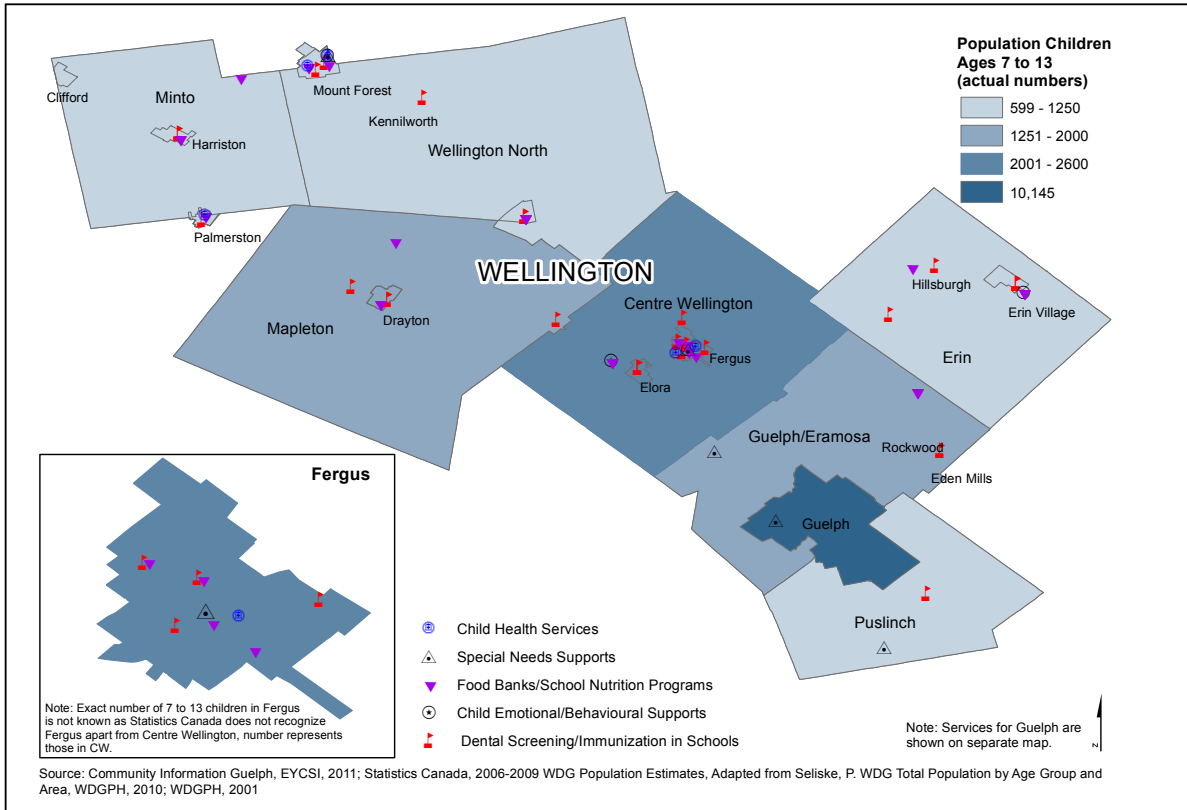 Population Children
Ages 7 to 13
(actual numbers)
599 - 1250
1251 - 2000
2001 - 2600
10,145
Clifford
Minto
Mount Forest
Kennilworth
Harriston
Wellington North
Palmerston
WELLINGTON
Hillsburgh
Centre Wellington
Erin Village
Drayton
Mapleton
Erin
Fergus
Elora
Guelph/Eramosa
Rockwood
Eden Mills
Guelph
Puslinch
Fergus
Note: Exact number of 7 to 13 children in Fergus
is not known as Statistics Canada does not recognize
Fergus apart from Centre Wellington, number represents
those in CW.
Child Health Services
Special Needs Supports
Food Banks/School Nutrition Programs
Child Emotional/Behavioural Supports
Dental Screening/Immunization in Schools
Note: Services for Guelph are
shown on separate map.
N
Source: Community Information Guelph, EYCSI, 2011; Statistics Canada, 2006-2009 WDG Population Estimates, Adapted from Seliske, P. WDG Total Population by Age Group and
Area, WDGPH, 2010; WDGPH, 2001